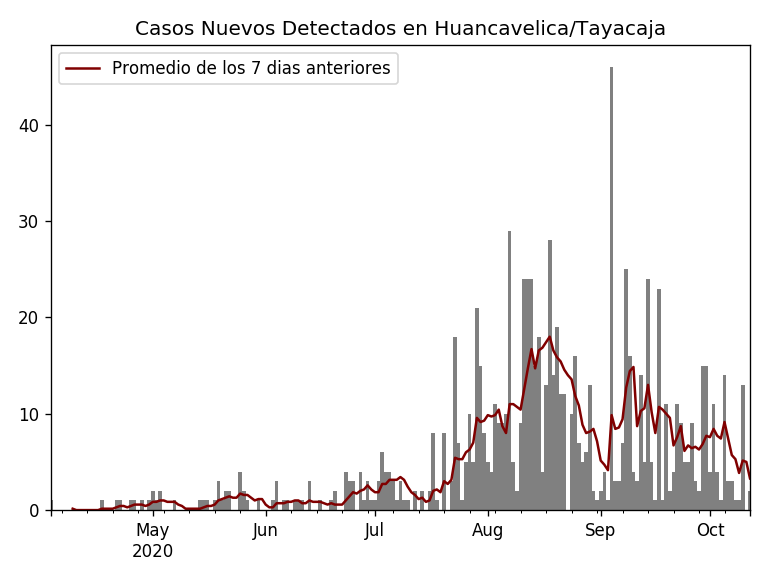 Casos Nuevos Detectados en Huancavelica/Tayacaja
Promedio de los 7 dias anteriores
40
30
20
10
0
May
2020
Jun
Jul
Aug
Sep
Oct